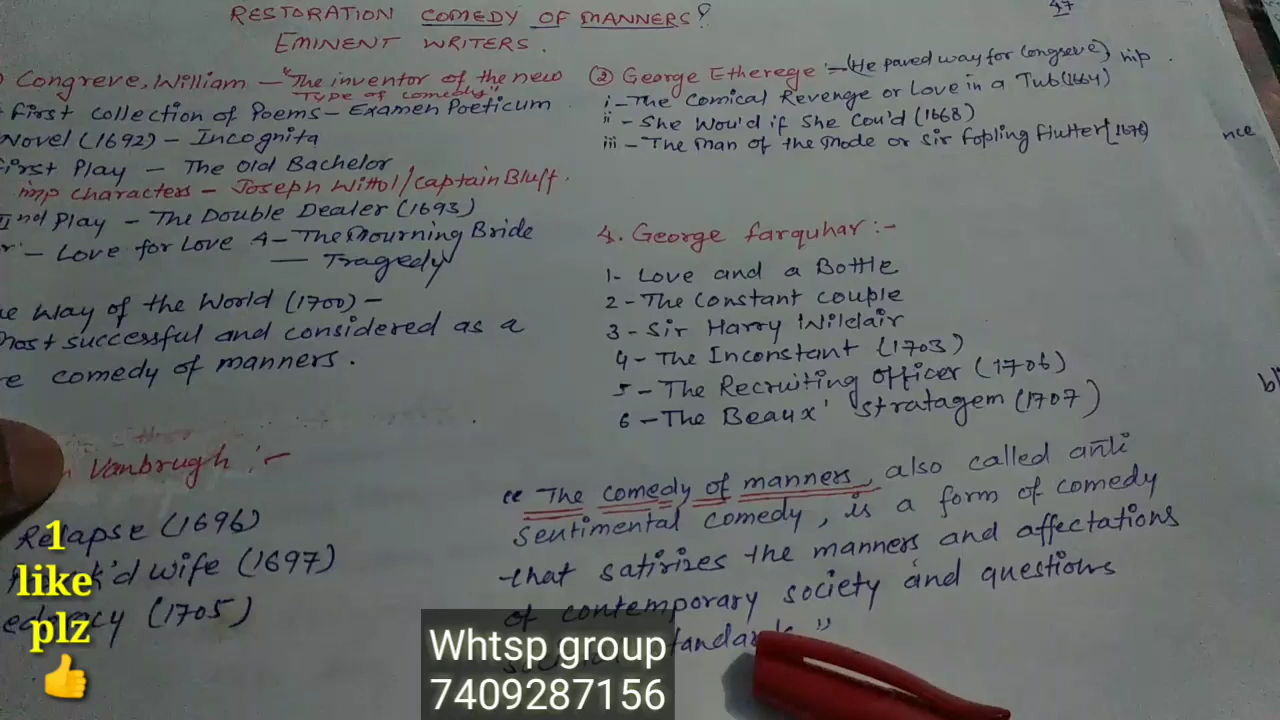 RESTORATION COMEDY OF MANNERS?
47
EMINENT WRITERS.
) Congreve, William – "The inventor of the new
Type of comedy"
First collection of Poems – Examen Poeticum
Novel (1692) – Incognita
First Play – The Old Bachelor
imp characters – Joseph Wittol/Captain Bluff.
IInd Play – The Double Dealer (1693)
– Love for Love 4 – The Mourning Bride
— Tragedy
e Way of the World (1700) –
Most successful and considered as a
e comedy of manners.
Vanbrugh :-
Relapse (1696)
k'd wife (1697)
cy (1705)
② George Etherege :– (He paved way for Congreve) hip.
i – The Comical Revenge or Love in a Tub (1664)
ii – She Wou'd if She Cou'd (1668)
iii – The Man of the Mode or Sir Fopling Flutter (1676)
nce
4. George farquhar :-
1- Love and a Bottle
2 – The Constant couple
3 – Sir Harry Wildair
4 – The Inconstant (1703)
5 – The Recruiting officer (1706)
6 – The Beaux' Stratagem (1707)
bl
" The comedy of manners, also called anti
sentimental comedy, is a form of comedy
that satirizes the manners and affectations
of contemporary society and questions
tandards "
1
like
plz
Whtsp group
7409287156